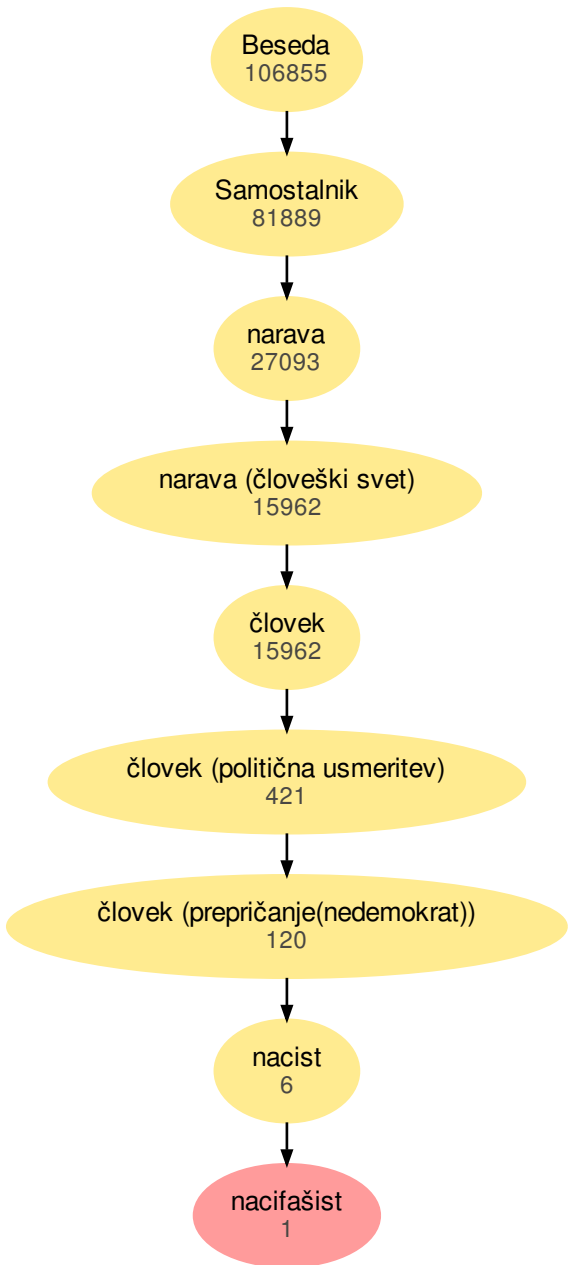 Beseda
106855
Samostalnik
81889
narava
27093
narava (človeški svet)
15962
človek
15962
človek (politična usmeritev)
421
človek (prepričanje(nedemokrat))
120
nacist
6
nacifašist
1